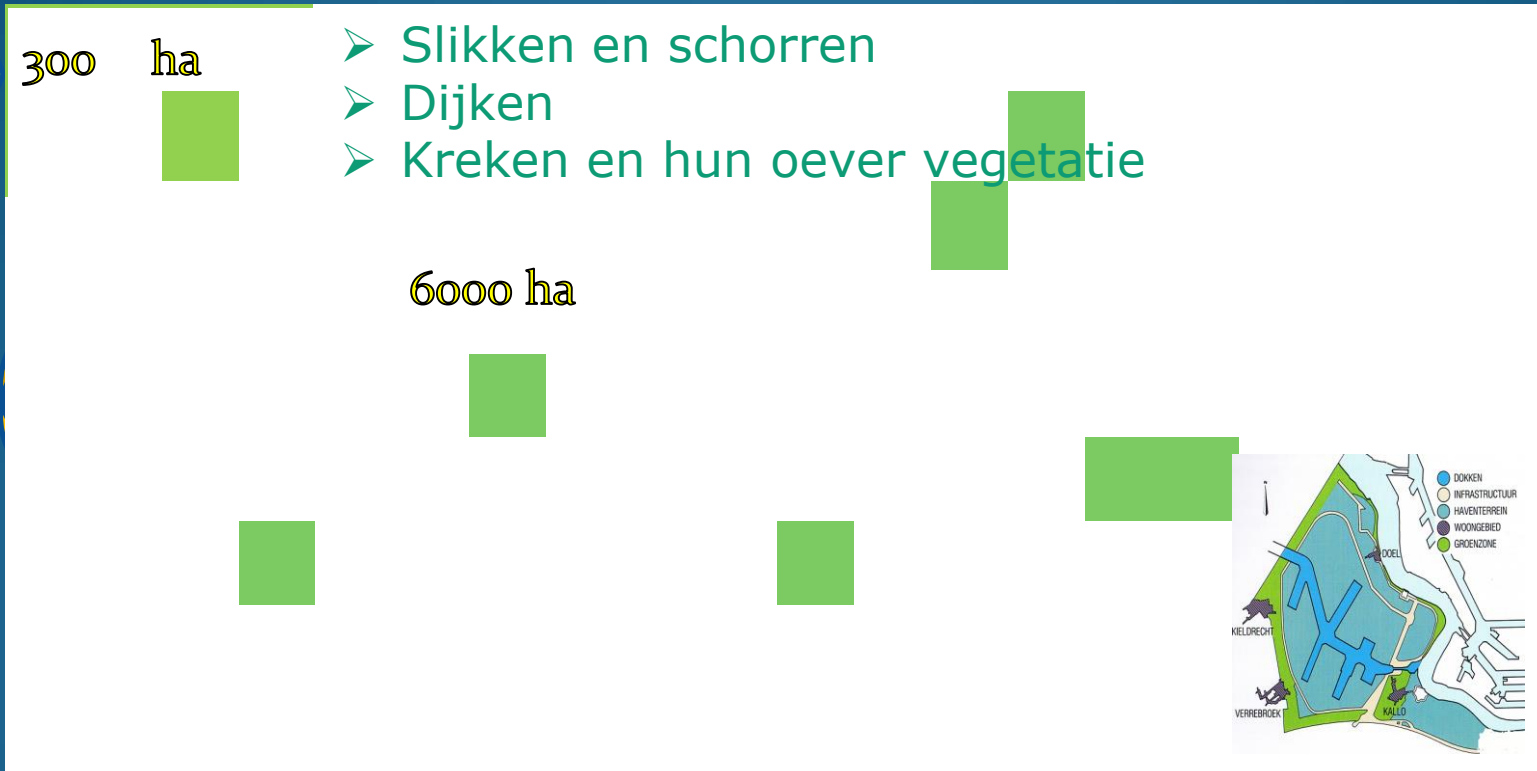 300 ha
➢ Slikken en schorren
➢ Dijken
➢ Kreken en hun oever vegetatie
6000 ha
DOKKEN
INFRASTRUCTUUR
HAVENTERREIN
WOONGEBIED
GROENZONE
DOEL
KIELDRECHT
VERREBROEK
KALLO